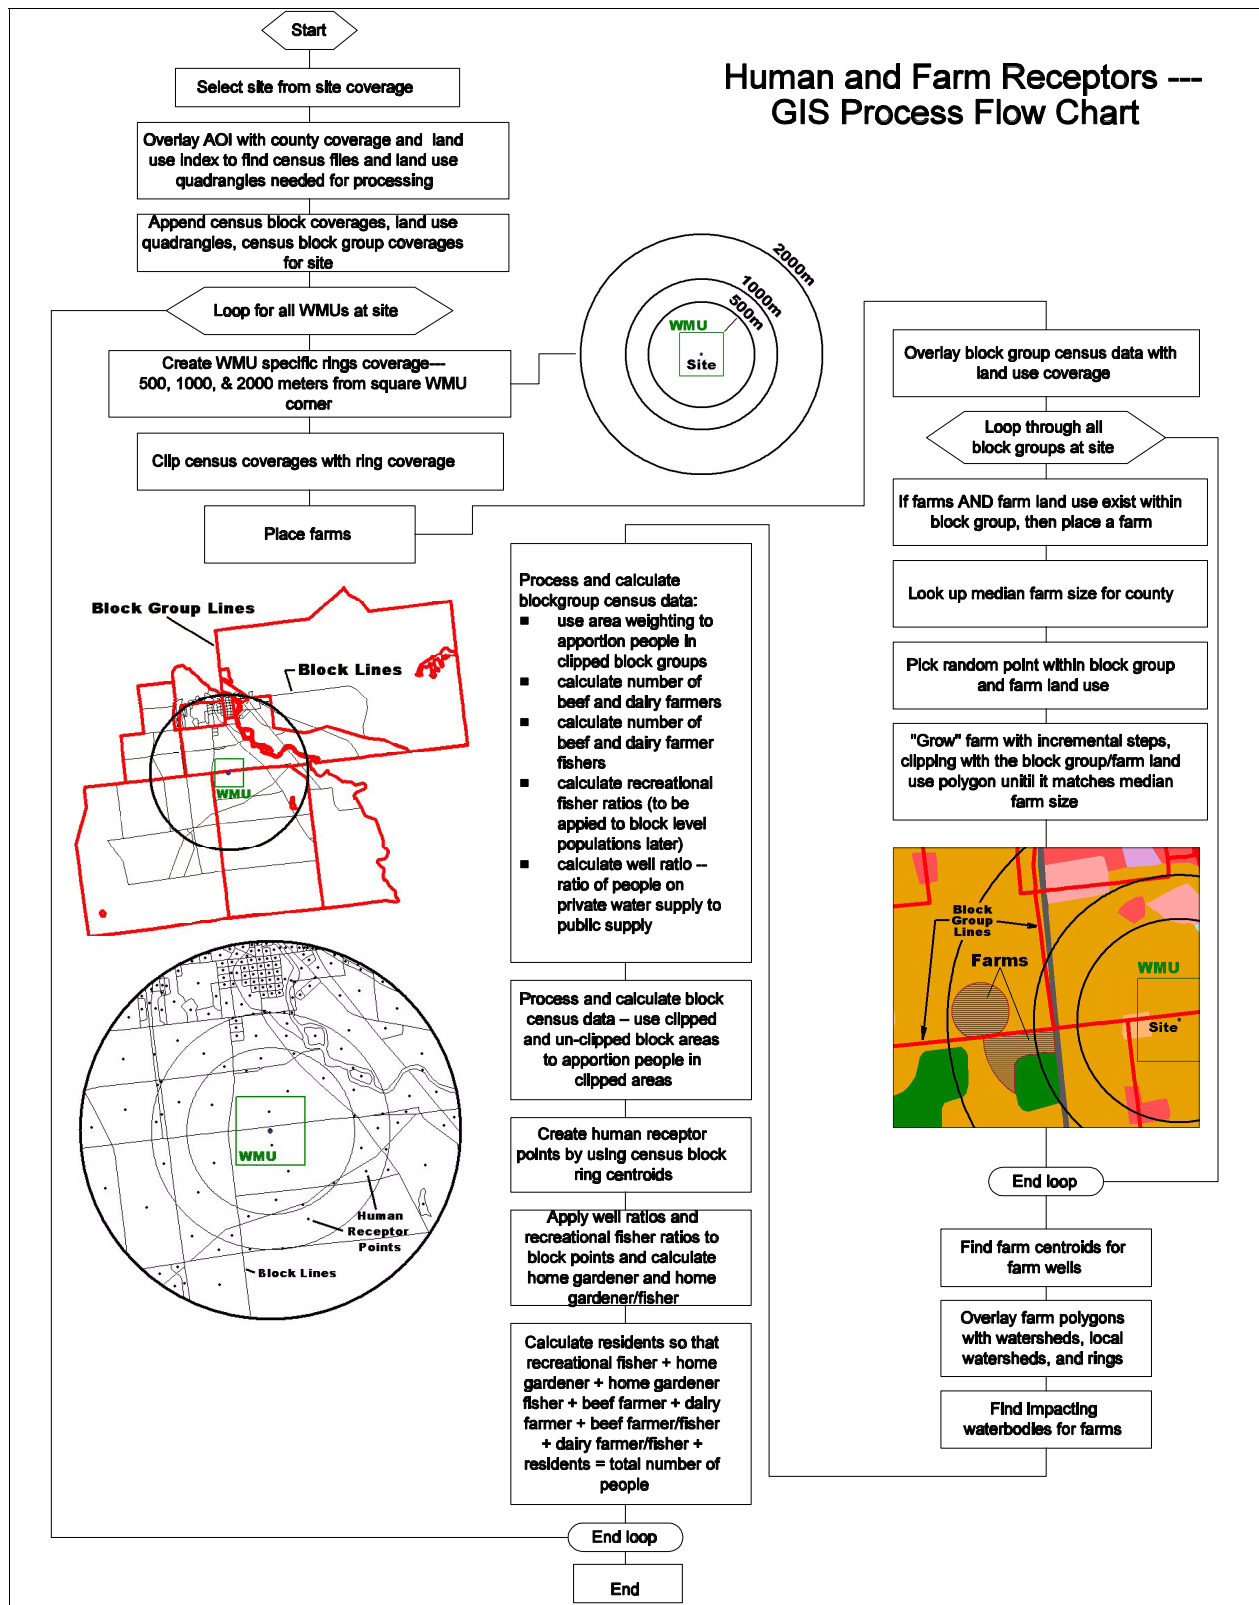 Human and Farm Receptors ---
GIS Process Flow Chart
Start
Select site from site coverage
Overlay AOI with county coverage and land
use index to find census files and land use
quadrangles needed for processing
Append census block coverages, land use
quadrangles, census block group coverages
for site
Loop for all WMUs at site
Create WMU specific rings coverage---
500, 1000, & 2000 meters from square WMU
corner
Clip census coverages with ring coverage
Place farms
2000m
1000m
500m
WMU
Site
Overlay block group census data with
land use coverage
Loop through all
block groups at site
If farms AND farm land use exist within
block group, then place a farm
Look up median farm size for county
Pick random point within block group
and farm land use
"Grow" farm with incremental steps,
clipping with the block group/farm land
use polygon unitil it matches median
farm size
Block
Group
Lines
Farms
WMU
Site
End loop
Find farm centroids for
farm wells
Overlay farm polygons
with watersheds, local
watersheds, and rings
Find impacting
waterbodies for farms
Process and calculate
blockgroup census data:
■ use area weighting to
apportion people in
clipped block groups
■ calculate number of
beef and dairy farmers
■ calculate number of
beef and dairy farmer
fishers
■ calculate recreational
fisher ratios (to be
appied to block level
populations later)
■ calculate well ratio --
ratio of people on
private water supply to
public supply
Process and calculate block
census data – use clipped
and un-clipped block areas
to apportion people in
clipped areas
Create human receptor
points by using census block
ring centroids
Apply well ratios and
recreational fisher ratios to
block points and calculate
home gardener and home
gardener/fisher
Calculate residents so that
recreational fisher + home
gardener + home gardener
fisher + beef farmer + dairy
farmer + beef farmer/fisher
+ dairy farmer/fisher +
residents = total number of
people
End loop
End
Block Group Lines
Block Lines
WMU
WMU
Human
Receptor
Points
Block Lines